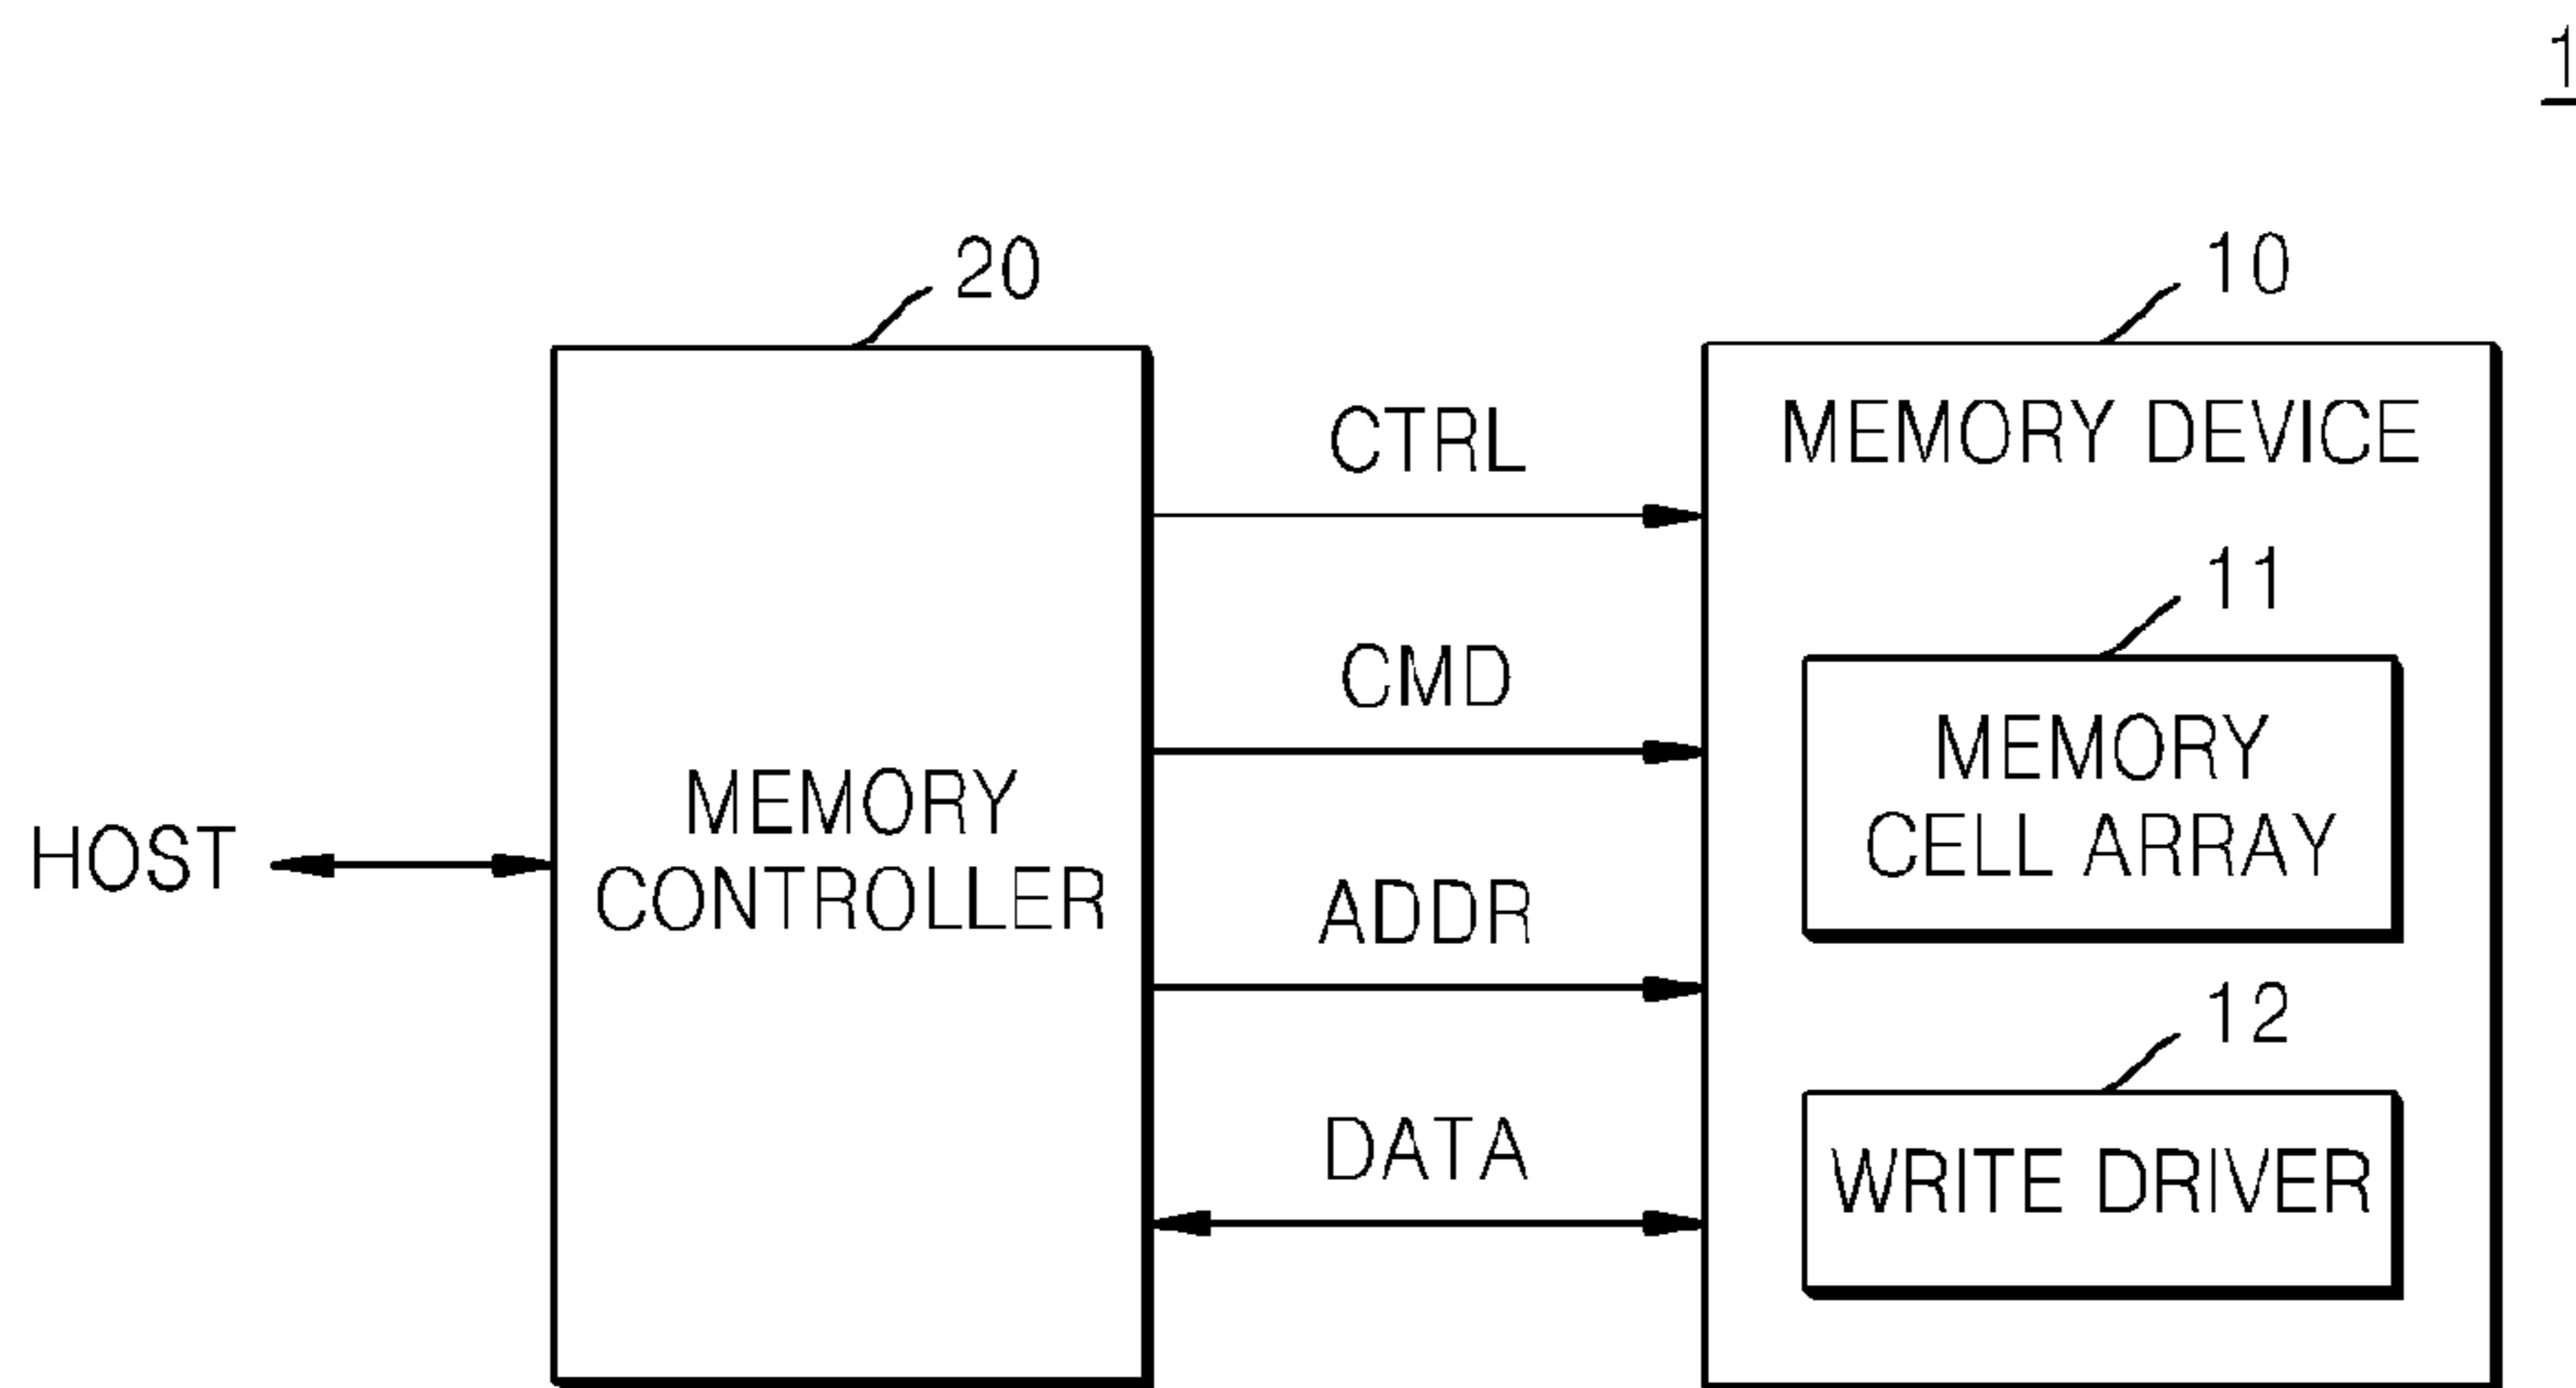 1
20
10
CTRL
MEMORY DEVICE
11
CMD
MEMORY
CELL ARRAY
MEMORY
CONTROLLER
HOST
ADDR
12
DATA
WRITE DRIVER